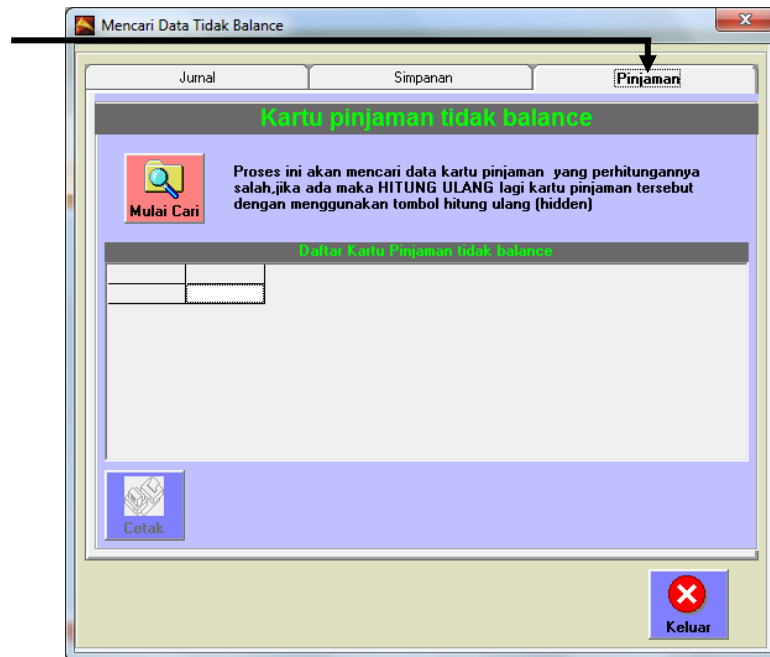 Mencari Data Tidak Balance
Jurnal
Simpanan
Pinjaman
Kartu pinjaman tidak balance
Mulai Cari
Proses ini akan mencari data kartu pinjaman yang perhitungannya
salah,jika ada maka HITUNG ULANG lagi kartu pinjaman tersebut
dengan menggunakan tombol hitung ulang (hidden)
Daftar Kartu Pinjaman tidak balance
Cetak
Keluar